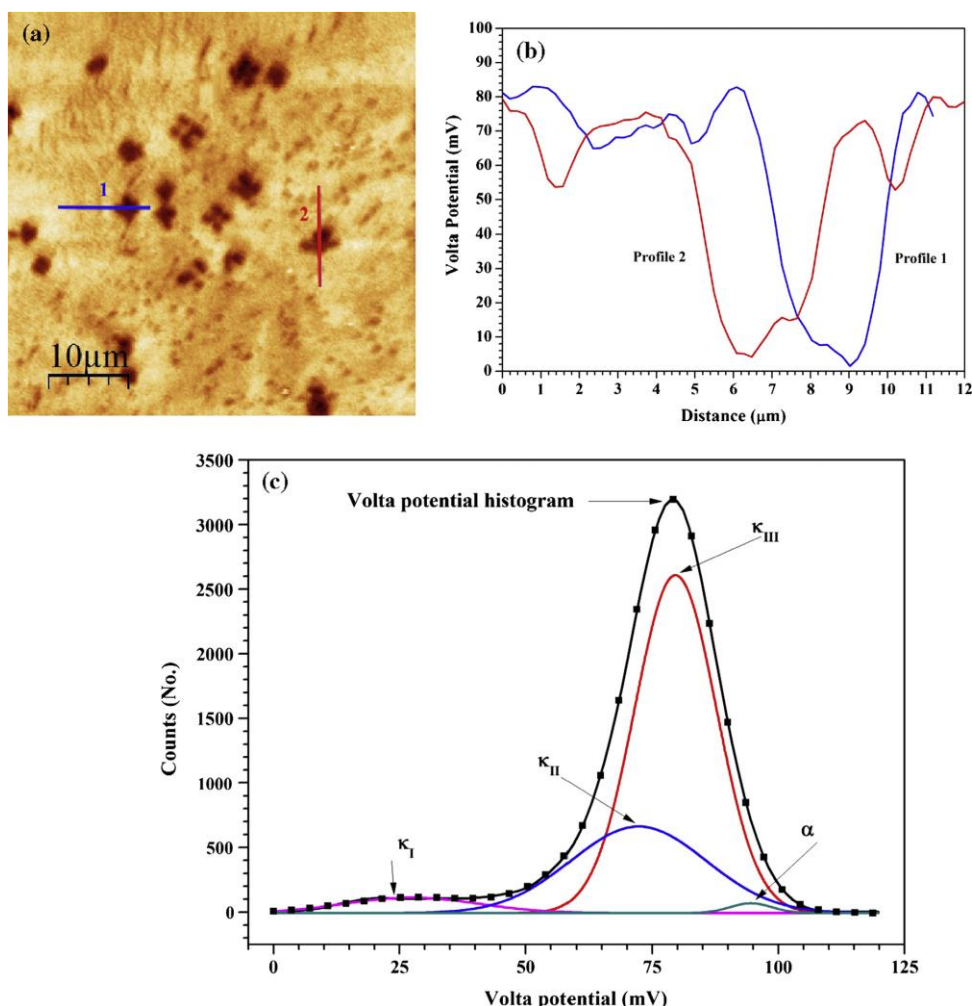 (a)
1
2
10μm
(b)
100
90
80
70
60
50
40
30
20
10
0
Volta Potential (mV)
Profile 2
Profile 1
0 1 2 3 4 5 6 7 8 9 10 11 12
Distance (μm)
(c)
3500
3000
2500
2000
1500
1000
500
0
Counts (No.)
Volta potential histogram
κIII
κII
κI
α
0 25 50 75 100 125
Volta potential (mV)